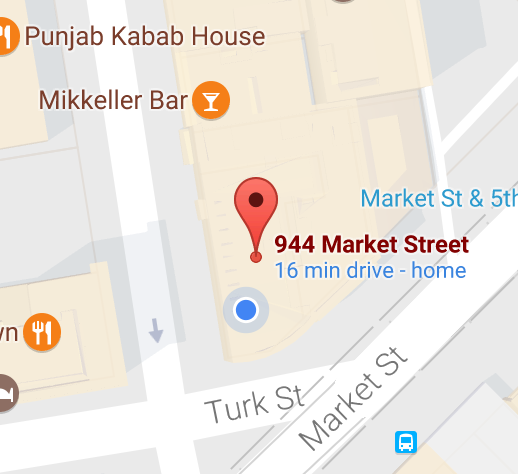 Punjab Kabab House
Mikkeller Bar
Market St & 5th
944 Market Street
16 min drive - home
vn
Turk St
Market St